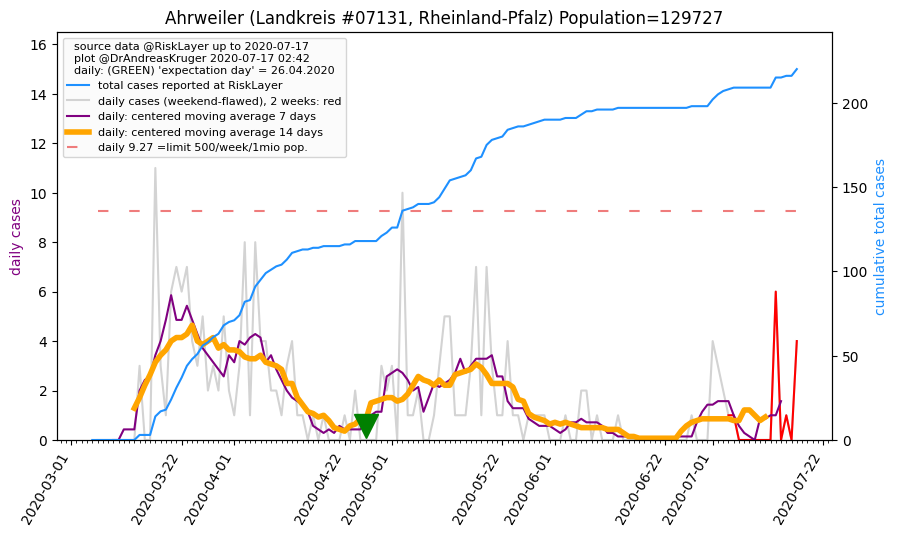 Ahrweiler (Landkreis #07131, Rheinland-Pfalz) Population=129727
source data @RiskLayer up to 2020-07-17
plot @DrAndreasKruger 2020-07-17 02:42
daily: (GREEN) 'expectation day' = 26.04.2020
total cases reported at RiskLayer
daily cases (weekend-flawed), 2 weeks: red
daily: centered moving average 7 days
daily: centered moving average 14 days
daily 9.27 =limit 500/week/1mio pop.
daily cases
16
14
12
10
8
6
4
2
0
cumulative total cases
200
150
100
50
0
2020-03-01
2020-03-22
2020-04-01
2020-04-22
2020-05-01
2020-05-22
2020-06-01
2020-06-22
2020-07-01
2020-07-22